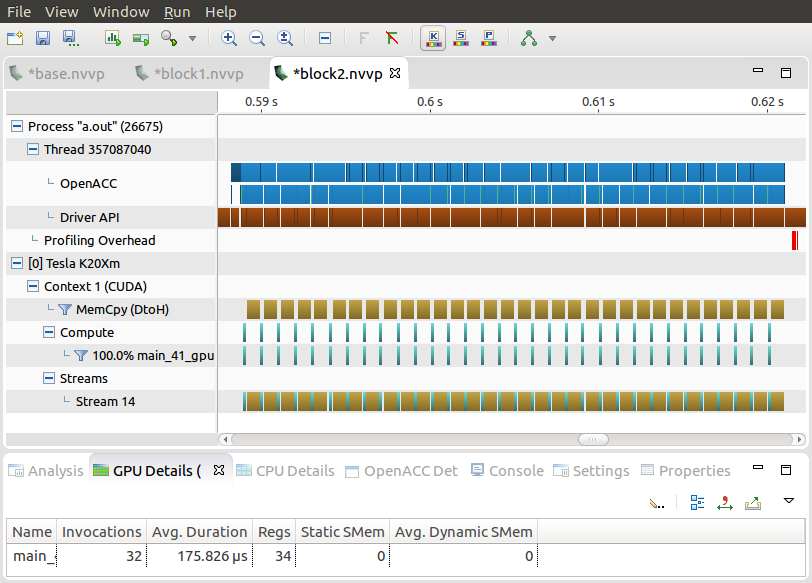 File View Window Run Help
*base.nvvp *block1.nvvp *block2.nvvp
0.59 s 0.6 s 0.61 s 0.62 s
Process "a.out" (26675)
Thread 357087040
OpenACC
Driver API
Profiling Overhead
[0] Tesla K20Xm
Context 1 (CUDA)
MemCpy (DtoH)
Compute
100.0% main_41_gpu
Streams
Stream 14
Analysis GPU Details ( CPU Details OpenACC Det Console Settings Properties
Name Invocations Avg. Duration Regs Static SMem Avg. Dynamic SMem
main_4 32 175.826 µs 34 0 0